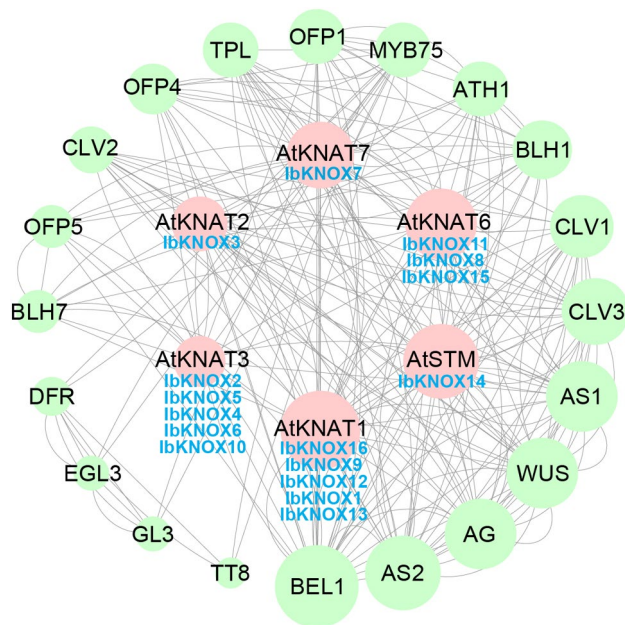 OFP1
TPL
MYB75
OFP4
ATH1
CLV2
AtKNAT7
IbKNOX7
BLH1
OFP5
AtKNAT2
IbKNOX3
AtKNAT6
IbKNOX11
IbKNOX8
IbKNOX15
CLV1
BLH7
CLV3
AtKNAT3
IbKNOX2
IbKNOX5
IbKNOX4
IbKNOX6
IbKNOX10
AtSTM
IbKNOX14
DFR
AS1
AtKNAT1
IbKNOX16
IbKNOX9
IbKNOX12
IbKNOX1
IbKNOX13
EGL3
WUS
GL3
AG
TT8
BEL1
AS2